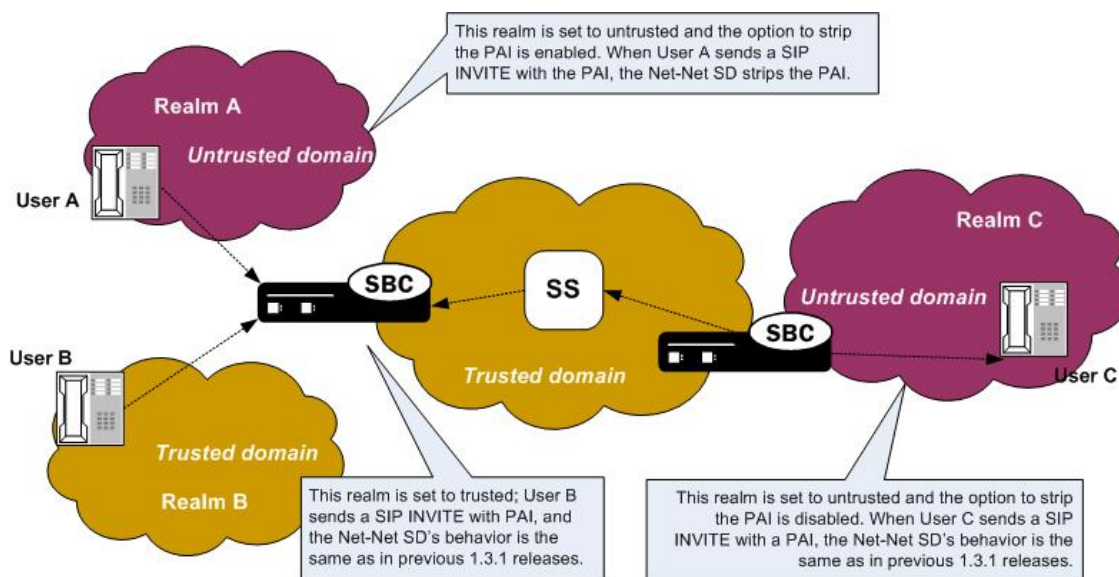 This realm is set to untrusted and the option to strip
the PAI is enabled. When User A sends a SIP
INVITE with the PAI, the Net-Net SD strips the PAI.
Realm A
Untrusted domain
User A
Realm C
Untrusted domain
User C
SBC
SS
SBC
Trusted domain
User B
Trusted domain
Realm B
This realm is set to trusted; User B
sends a SIP INVITE with PAI, and
the Net-Net SD's behavior is the
same as in previous 1.3.1 releases.
This realm is set to untrusted and the option to strip
the PAI is disabled. When User C sends a SIP
INVITE with a PAI, the Net-Net SD's behavior is the
same as in previous 1.3.1 releases.